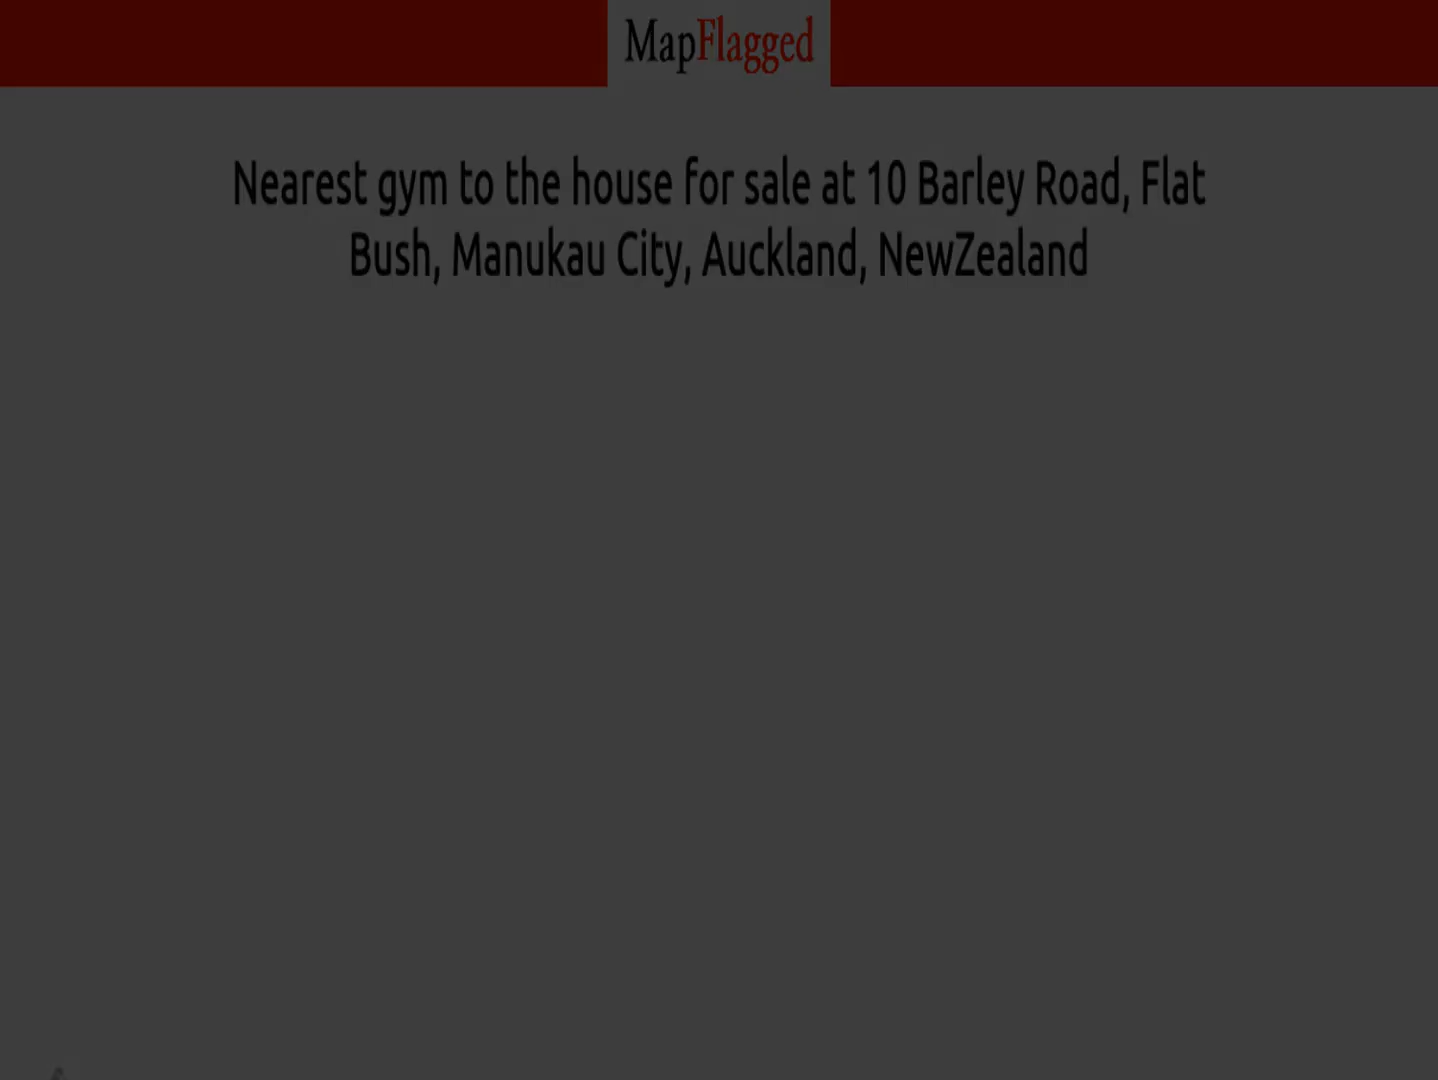 MapFlagged
Nearest gym to the house for sale at 10 Barley Road, Flat
Bush, Manukau City, Auckland, NewZealand